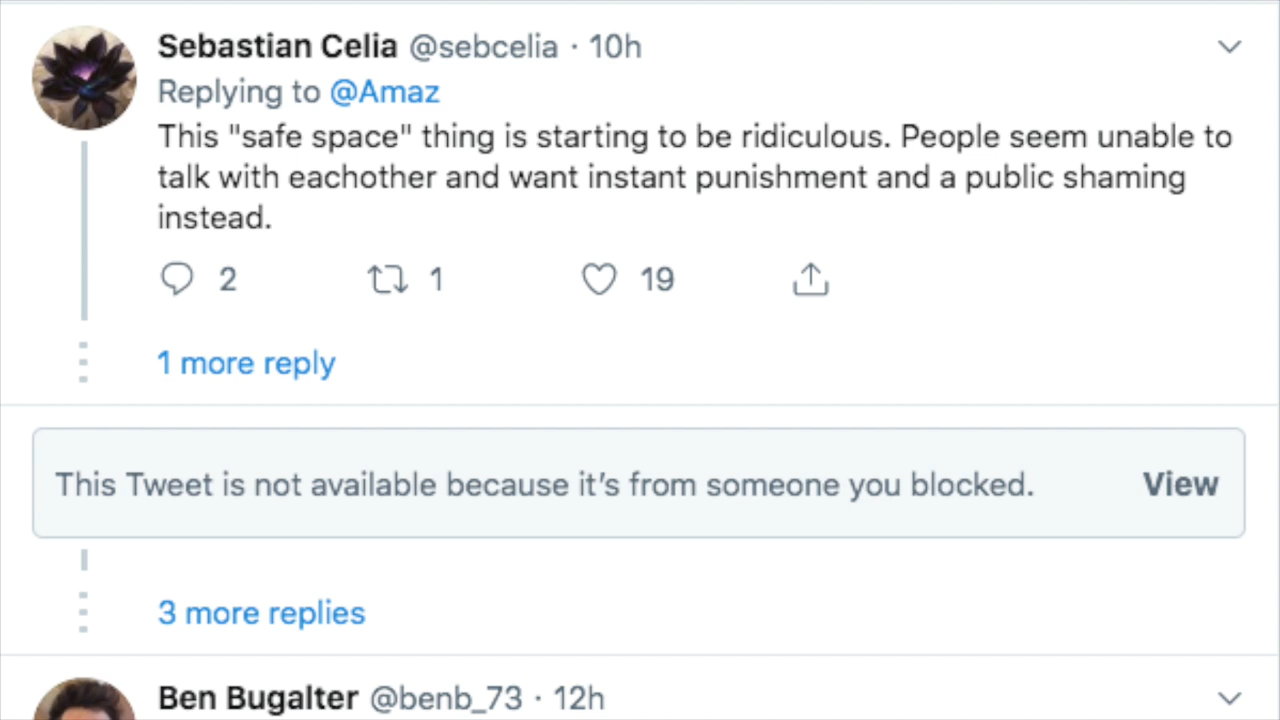 Sebastian Celia @sebcelia · 10h
Replying to @Amaz
This "safe space" thing is starting to be ridiculous. People seem unable to
talk with eachother and want instant punishment and a public shaming
instead.
2 1 19
1 more reply
This Tweet is not available because it's from someone you blocked. View
3 more replies
Ben Bugalter @benb_73 · 12h